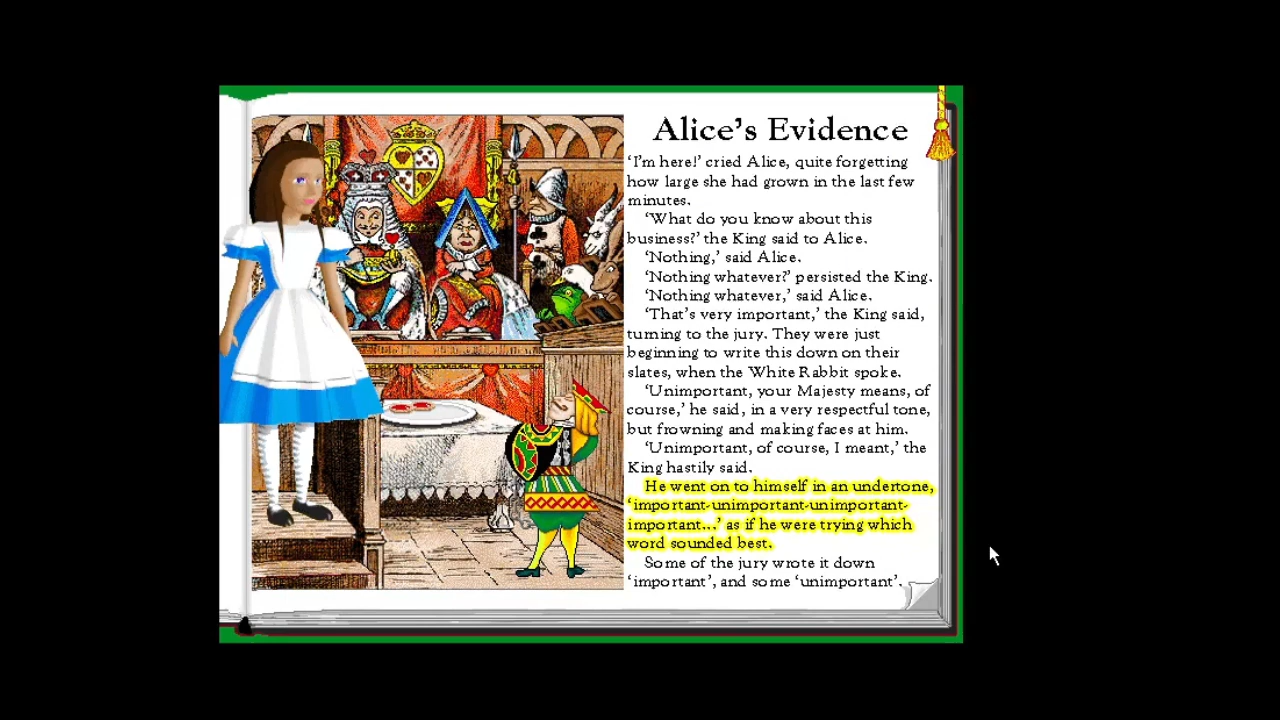 Alice's Evidence
'I'm here!' cried Alice, quite forgetting
how large she had grown in the last few
minutes.
'What do you know about this
business?' the King said to Alice.
'Nothing,' said Alice.
'Nothing whatever?' persisted the King.
'Nothing whatever,' said Alice.
'That's very important,' the King said,
turning to the jury. They were just
beginning to write this down on their
slates, when the White Rabbit spoke.
'Unimportant, your Majesty means, of
course,' he said, in a very respectful tone,
but frowning and making faces at him.
'Unimportant, of course, I meant,' the
King hastily said.
He went on to himself in an undertone,
'important-unimportant-unimportant-
important...' as if he were trying which
word sounded best.
Some of the jury wrote it down
'important', and some 'unimportant'.